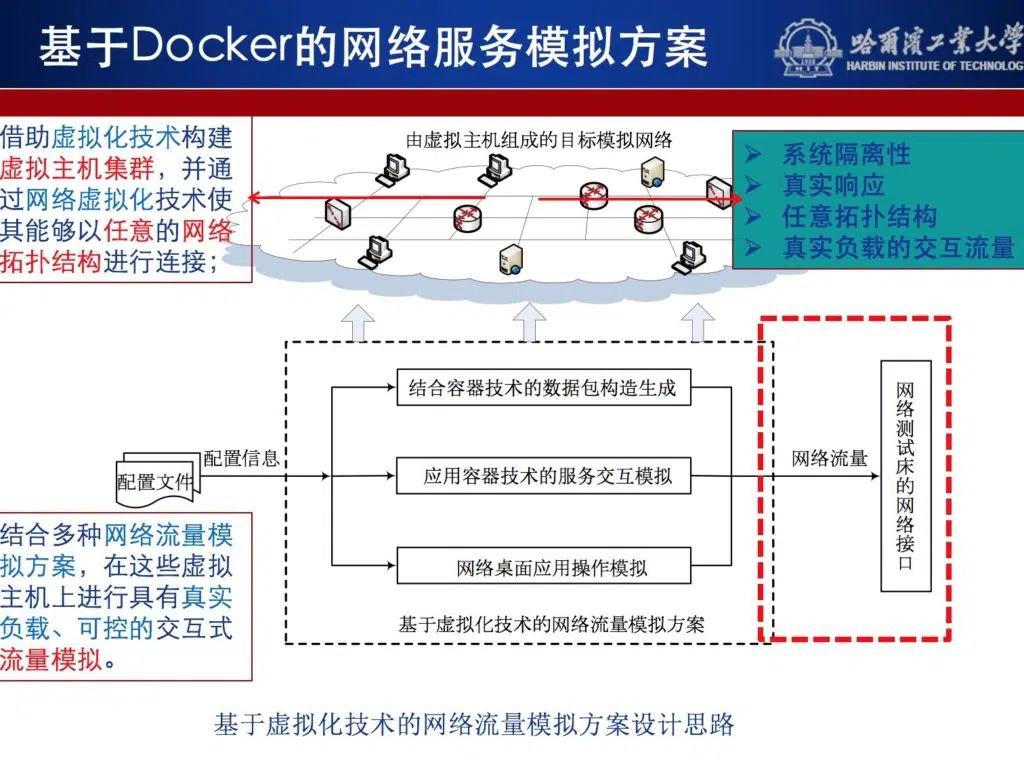 基于Docker的网络服务模拟方案
哈尔滨工业大学
HARBIN INSTITUTE OF TECHNOLOGY
HIT
借助虚拟化技术构建
虚拟主机集群，并通
过网络虚拟化技术使
其能够以任意的网络
拓扑结构进行连接；
由虚拟主机组成的目标模拟网络
系统隔离性
真实响应
任意拓扑结构
真实负载的交互流量
结合容器技术的数据包构造生成
配置信息
配置文件
应用容器技术的服务交互模拟
网络流量
网络测试床的网络接口
网络桌面应用操作模拟
基于虚拟化技术的网络流量模拟方案
结合多种网络流量模
拟方案，在这些虚拟
主机上进行具有真实
负载、可控的交互式
流量模拟。
基于虚拟化技术的网络流量模拟方案设计思路